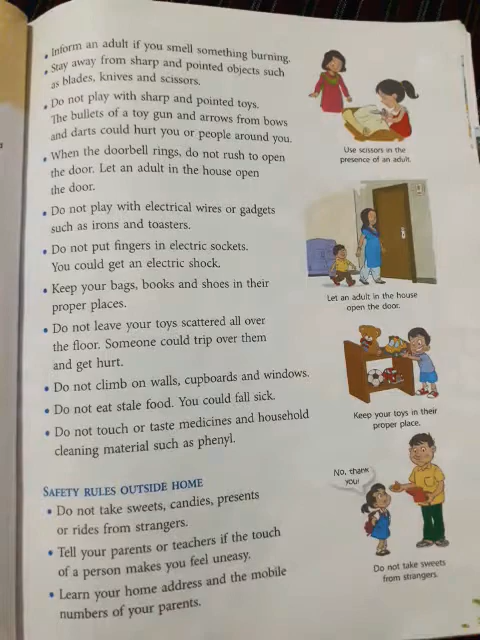 • Inform an adult if you smell something burning.
• Stay away from sharp and pointed objects such
as blades, knives and scissors.
• Do not play with sharp and pointed toys.
The bullets of a toy gun and arrows from bows
and darts could hurt you or people around you.
• When the doorbell rings, do not rush to open
the door. Let an adult in the house open
the door.
• Do not play with electrical wires or gadgets
such as irons and toasters.
• Do not put fingers in electric sockets.
You could get an electric shock.
• Keep your bags, books and shoes in their
proper places.
• Do not leave your toys scattered all over
the floor. Someone could trip over them
and get hurt.
• Do not climb on walls, cupboards and windows.
• Do not eat stale food. You could fall sick.
• Do not touch or taste medicines and household
cleaning material such as phenyl.
SAFETY RULES OUTSIDE HOME
• Do not take sweets, candies, presents
or rides from strangers.
• Tell your parents or teachers if the touch
of a person makes you feel uneasy.
• Learn your home address and the mobile
numbers of your parents.
Use scissors in the
presence of an adult.
Let an adult in the house
open the door.
Keep your toys in their
proper place.
No, thank
you!
Do not take sweets
from strangers.